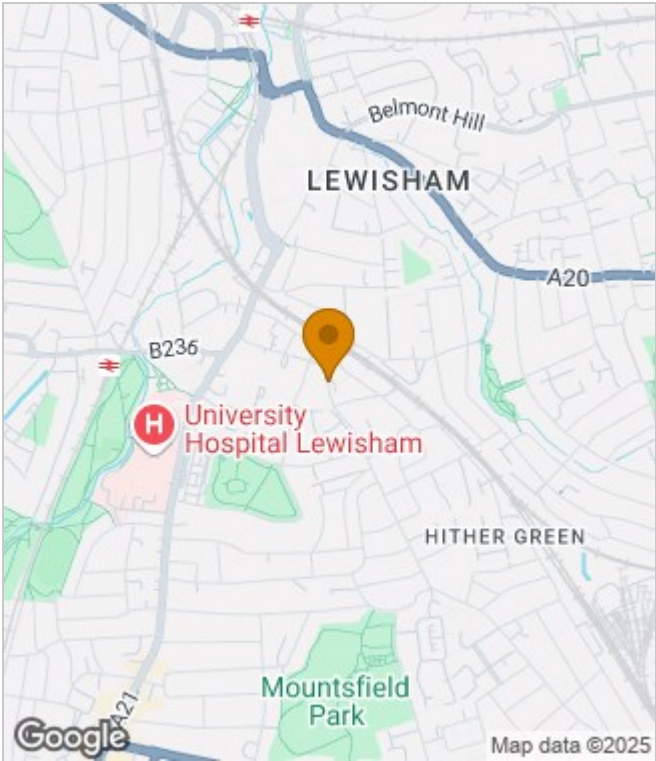 Belmont Hill
LEWISHAM
A20
B236
H
University
Hospital Lewisham
HITHER GREEN
Mountsfield
Park
A21
Google
Map data ©2025